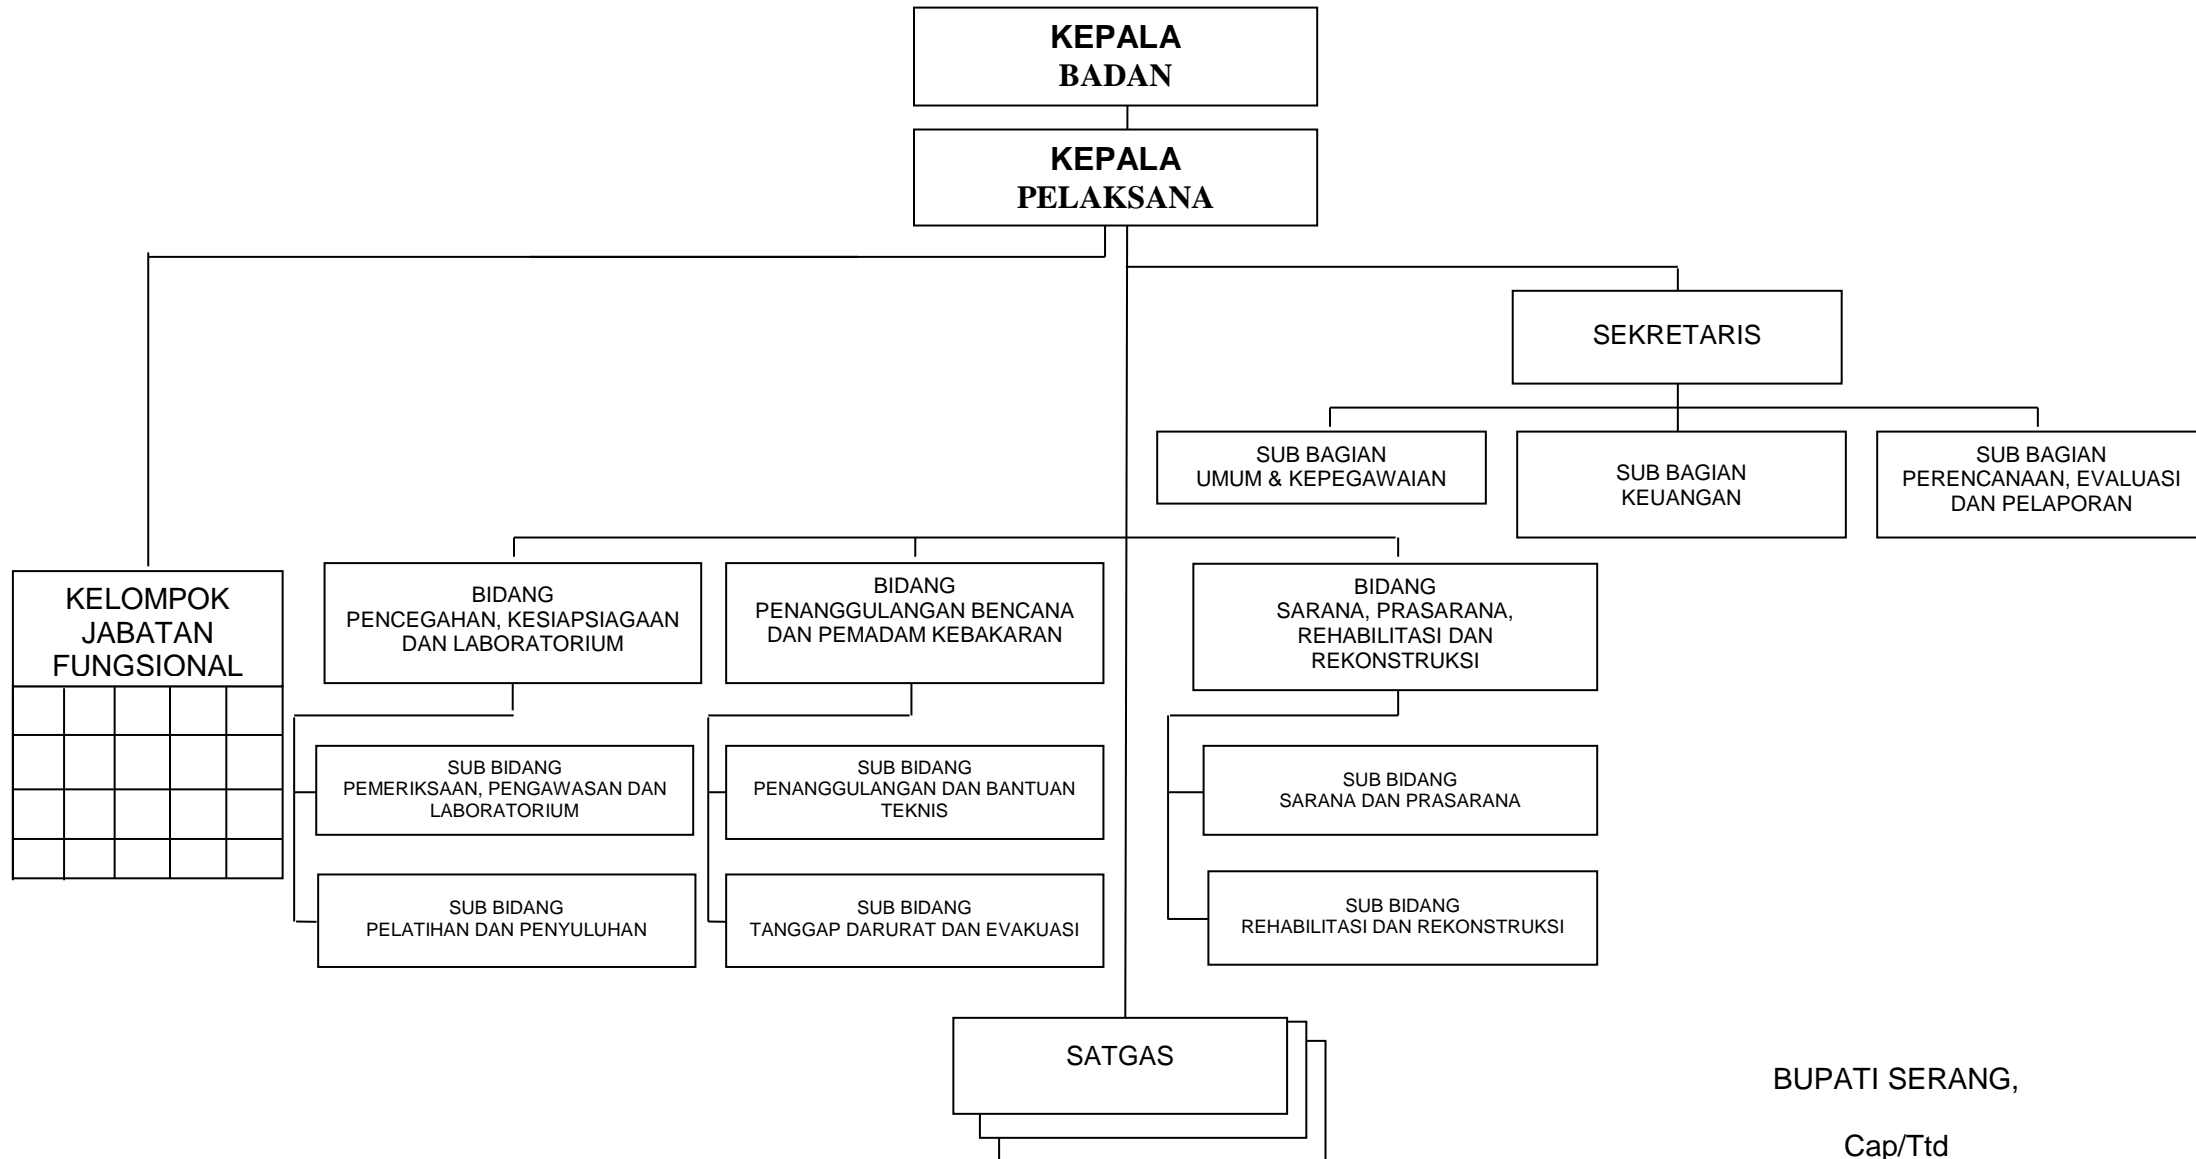 KEPALA
BADAN
KEPALA
PELAKSANA
SEKRETARIS
SUB BAGIAN
UMUM & KEPEGAWAIAN
SUB BAGIAN
KEUANGAN
SUB BAGIAN
PERENCANAAN, EVALUASI
DAN PELAPORAN
KELOMPOK
JABATAN
FUNGSIONAL
BIDANG
PENCEGAHAN, KESIAPSIAGAAN
DAN LABORATORIUM
BIDANG
PENANGGULANGAN BENCANA
DAN PEMADAM KEBAKARAN
BIDANG
SARANA, PRASARANA,
REHABILITASI DAN
REKONSTRUKSI
SUB BIDANG
PEMERIKSAAN, PENGAWASAN DAN
LABORATORIUM
SUB BIDANG
PENANGGULANGAN DAN BANTUAN
TEKNIS
SUB BIDANG
SARANA DAN PRASARANA
SUB BIDANG
PELATIHAN DAN PENYULUHAN
SUB BIDANG
TANGGAP DARURAT DAN EVAKUASI
SUB BIDANG
REHABILITASI DAN REKONSTRUKSI
SATGAS
BUPATI SERANG,
Cap/Ttd